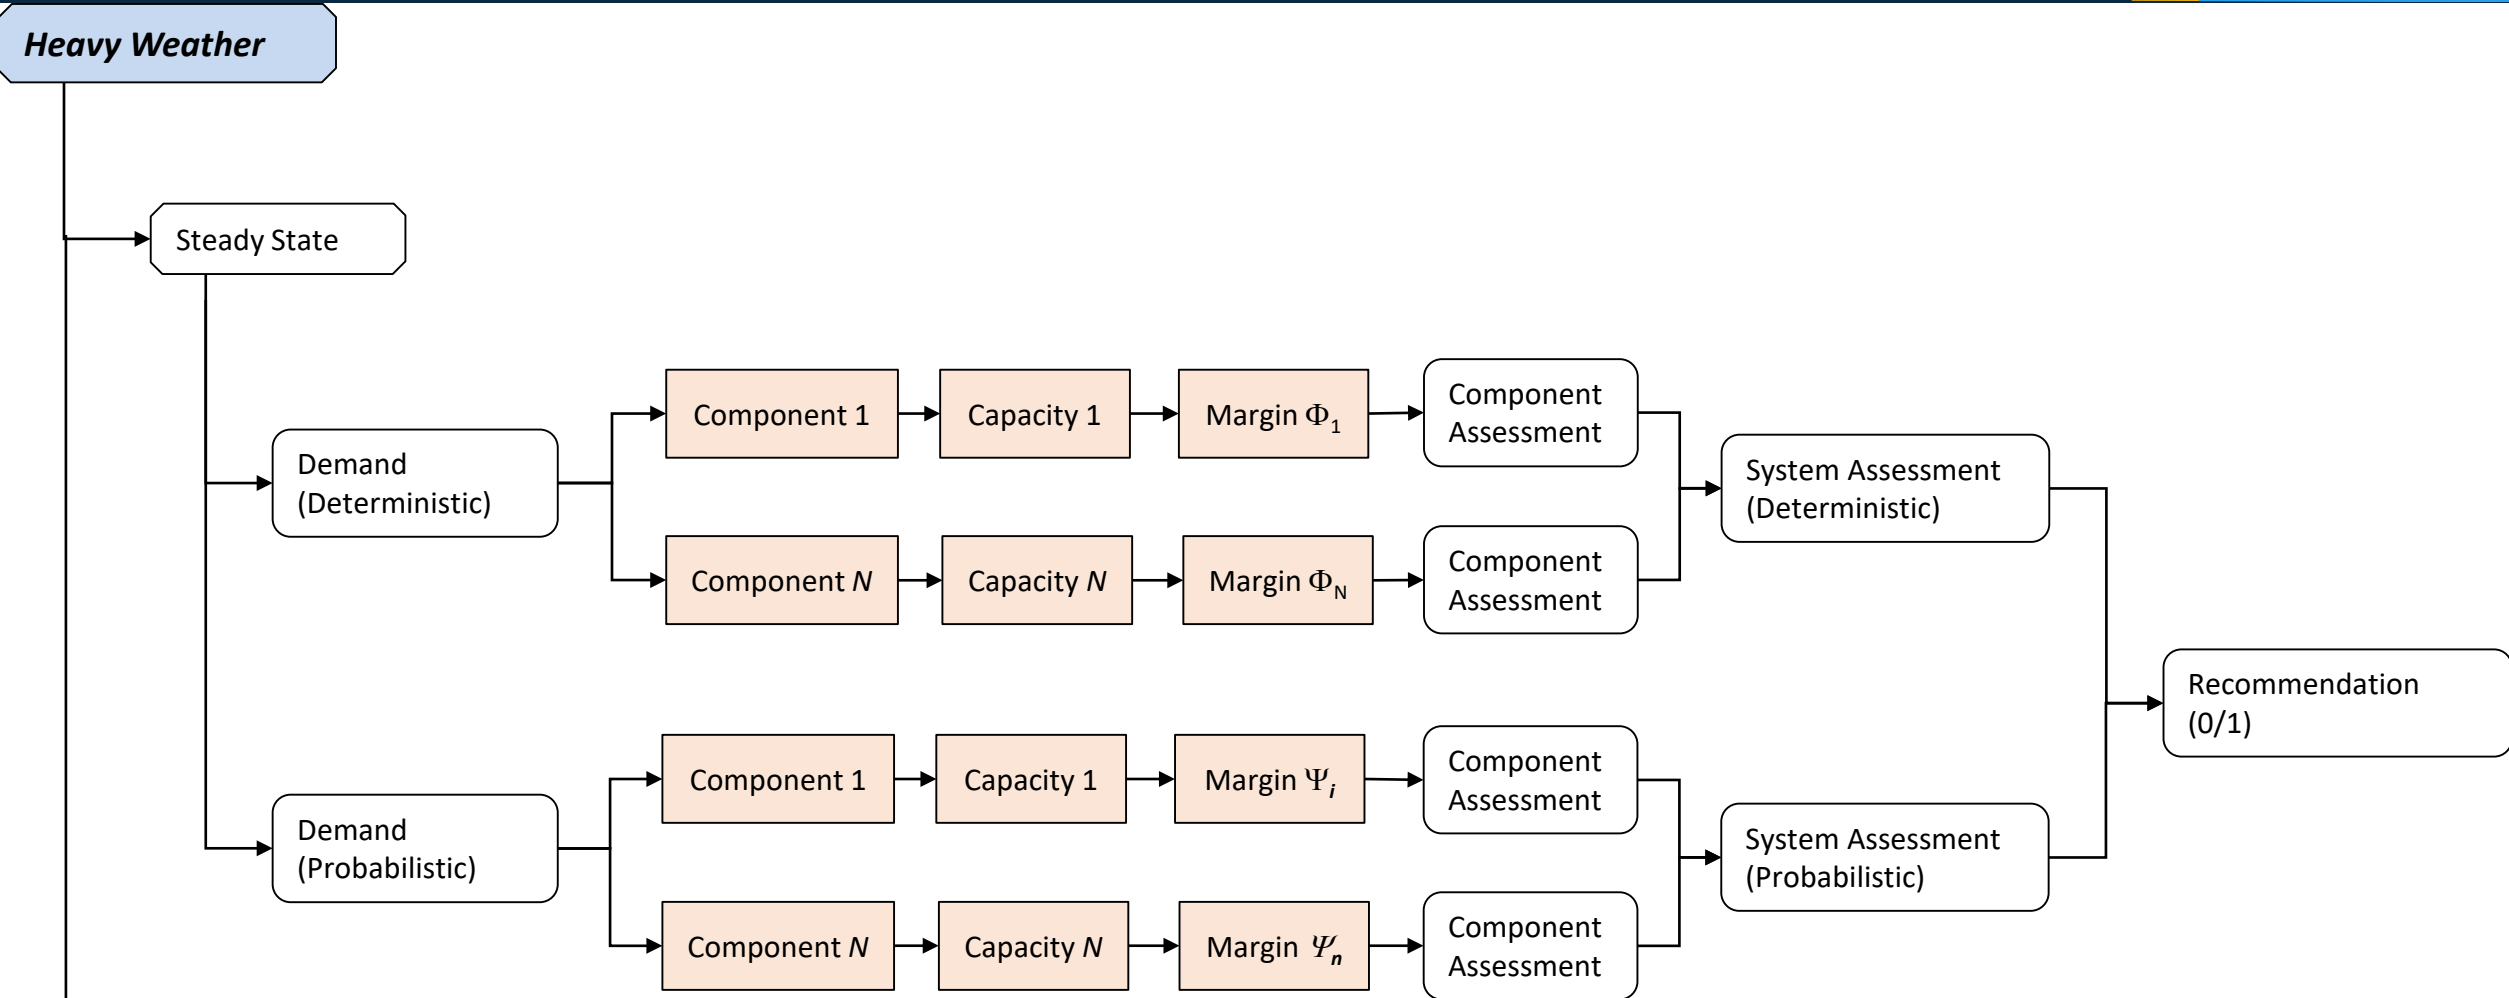 Heavy Weather
Steady State
Demand
(Deterministic)
Component 1
Capacity 1
Margin Φ1
Component
Assessment
Component N
Capacity N
Margin ΦN
Component
Assessment
System Assessment
(Deterministic)
Demand
(Probabilistic)
Component 1
Capacity 1
Margin Ψi
Component
Assessment
Component N
Capacity N
Margin Ψn
Component
Assessment
System Assessment
(Probabilistic)
Recommendation
(0/1)